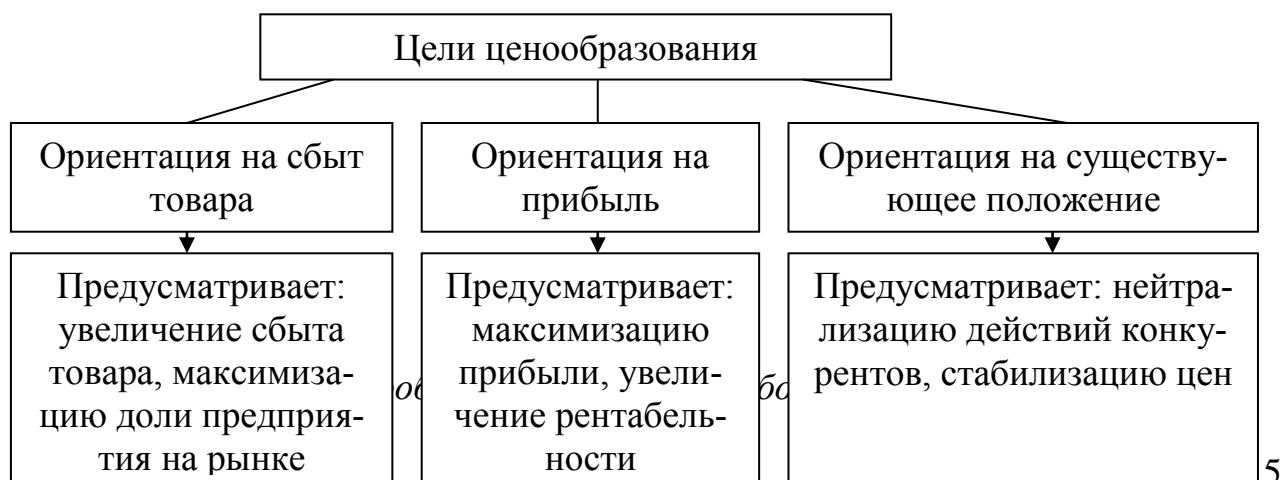 Цели ценообразования
Ориентация на сбыт
товара
Ориентация на
прибыль
Ориентация на существу-
ющее положение
Предусматривает:
увеличение сбыта
товара, максимиза-
цию доли предприя-
тия на рынке
Предусматривает:
максимизацию
прибыли, увели-
чение рентабель-
ности
Предусматривает: нейтра-
лизацию действий конку-
рентов, стабилизацию цен
5